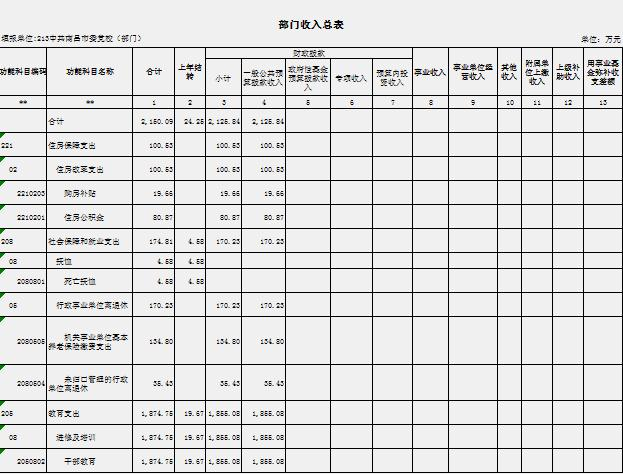 部门收入总表
填报单位:213中共南昌市委党校（部门） 单位：万元
功能科目编码 功能科目名称 合计 上年结转 财政拨款 事业收入 事业单位经营收入 其他收入 附属单位上缴收入 上级补助收入 用事业基金弥补收支差额
小计 一般公共预算拨款收入 政府性基金预算拨款收入 专项收入 预算内投资收入
** ** 1 2 3 4 5 6 7 8 9 10 11 12 13
合计 2,150.09 24.25 2,125.84 2,125.84
221 住房保障支出 100.53 100.53 100.53
02 住房改革支出 100.53 100.53 100.53
2210203 购房补贴 19.66 19.66 19.66
2210201 住房公积金 80.87 80.87 80.87
208 社会保障和就业支出 174.81 4.58 170.23 170.23
08 抚恤 4.58 4.58
2080801 死亡抚恤 4.58 4.58
05 行政事业单位离退休 170.23 170.23 170.23
2080505 机关事业单位基本养老保险缴费支出 134.80 134.80 134.80
2080504 未归口管理的行政单位离退休 35.43 35.43 35.43
205 教育支出 1,874.75 19.67 1,855.08 1,855.08
08 进修及培训 1,874.75 19.67 1,855.08 1,855.08
2050802 干部教育 1,874.75 19.67 1,855.08 1,855.08